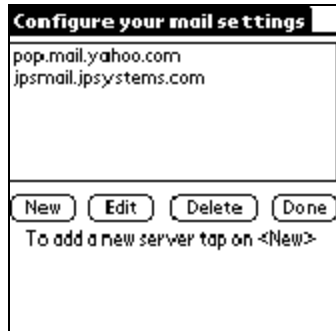 Configure your mail settings
pop.mail.yahoo.com
jpsmail.jpsystems.com
New Edit Delete Done
To add a new server tap on <New>